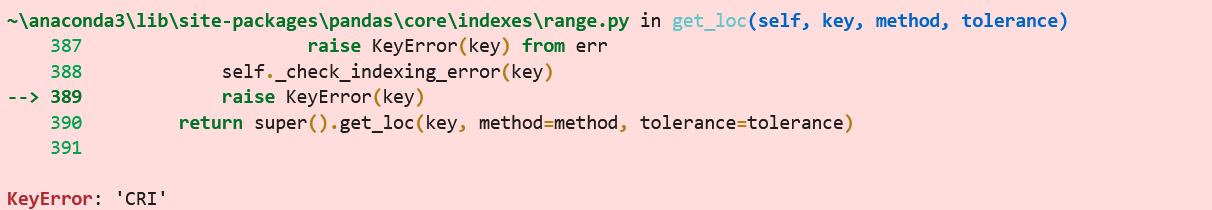 ~\anaconda3\lib\site-packages\pandas\core\indexes\range.py in get_loc(self, key, method, tolerance)
    387                     raise KeyError(key) from err
    388             self._check_indexing_error(key)
--> 389             raise KeyError(key)
    390         return super().get_loc(key, method=method, tolerance=tolerance)
    391
KeyError: 'CRI'